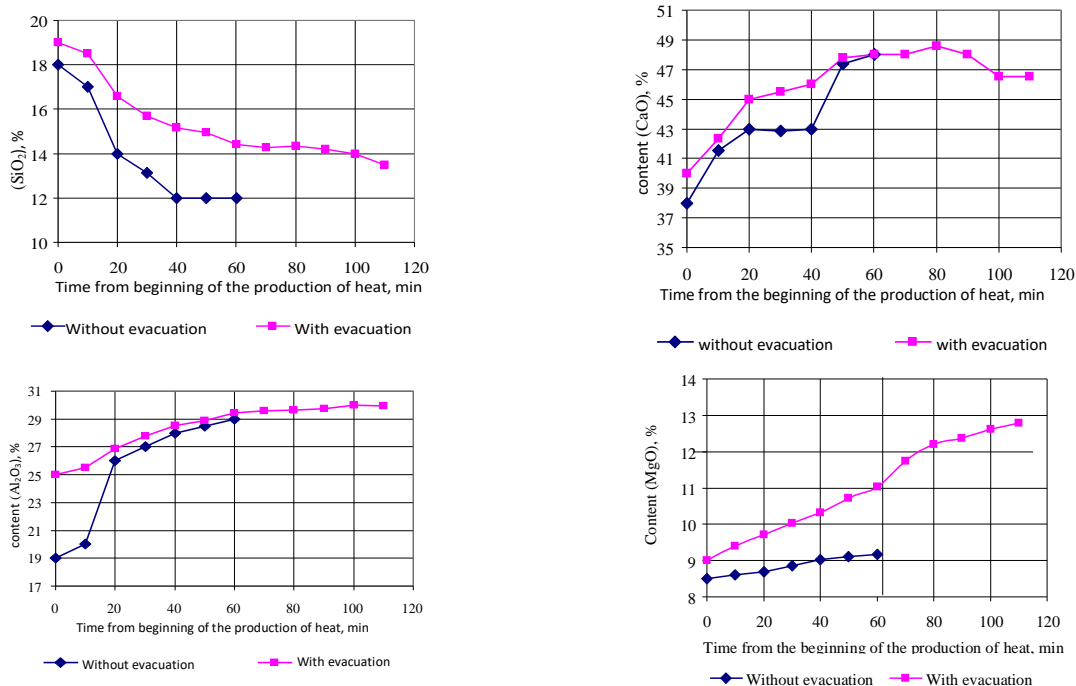 (SiO₂), %
20
18
16
14
12
10
0 20 40 60 80 100 120
Time from beginning of the production of heat, min
Without evacuation With evacuation
content (CaO), %
51
49
47
45
43
41
39
37
35
0 20 40 60 80 100 120
Time from the beginning of the production of heat, min
without evacuation with evacuation
content (Al₂O₃), %
31
29
27
25
23
21
19
17
0 20 40 60 80 100 120
Time from beginning of the production of heat, min
Without evacuation With evacuation
Content (MgO), %
14
13
12
11
10
9
8
0 20 40 60 80 100 120
Time from the beginning of the production of heat, min
Without evacuation With evacuation